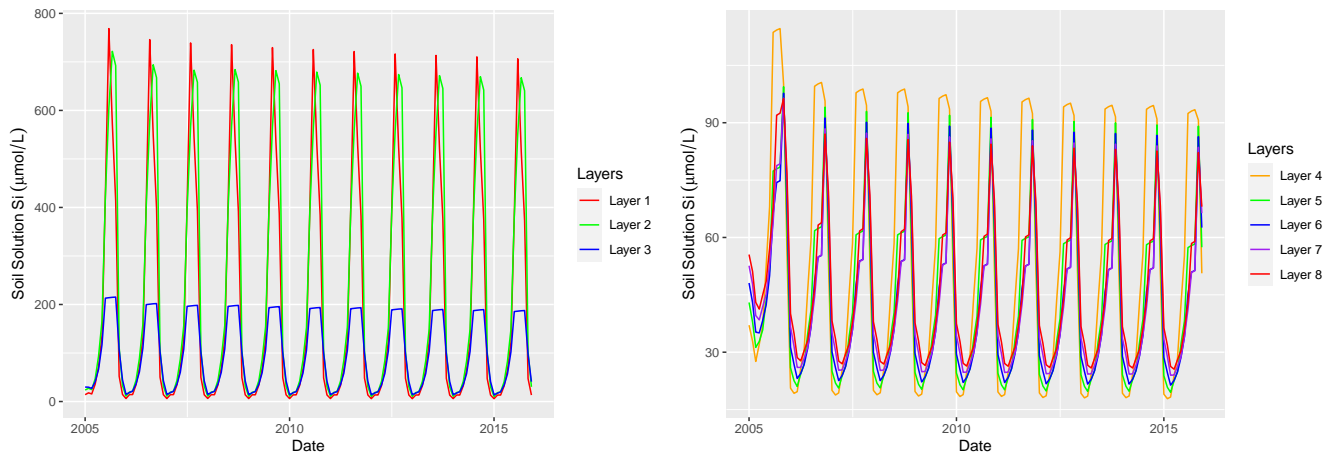 Soil Solution Si (μmol/L)
800
600
400
200
0
2005
2010
2015
Date
Layers
Layer 1
Layer 2
Layer 3
Soil Solution Si (μmol/L)
90
60
30
2005
2010
2015
Date
Layers
Layer 4
Layer 5
Layer 6
Layer 7
Layer 8